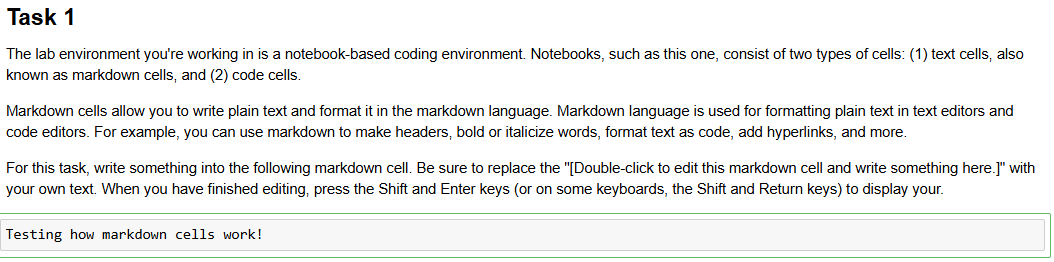 Task 1
The lab environment you're working in is a notebook-based coding environment. Notebooks, such as this one, consist of two types of cells: (1) text cells, also
known as markdown cells, and (2) code cells.
Markdown cells allow you to write plain text and format it in the markdown language. Markdown language is used for formatting plain text in text editors and
code editors. For example, you can use markdown to make headers, bold or italicize words, format text as code, add hyperlinks, and more.
For this task, write something into the following markdown cell. Be sure to replace the "[Double-click to edit this markdown cell and write something here.]" with
your own text. When you have finished editing, press the Shift and Enter keys (or on some keyboards, the Shift and Return keys) to display your.
Testing how markdown cells work!